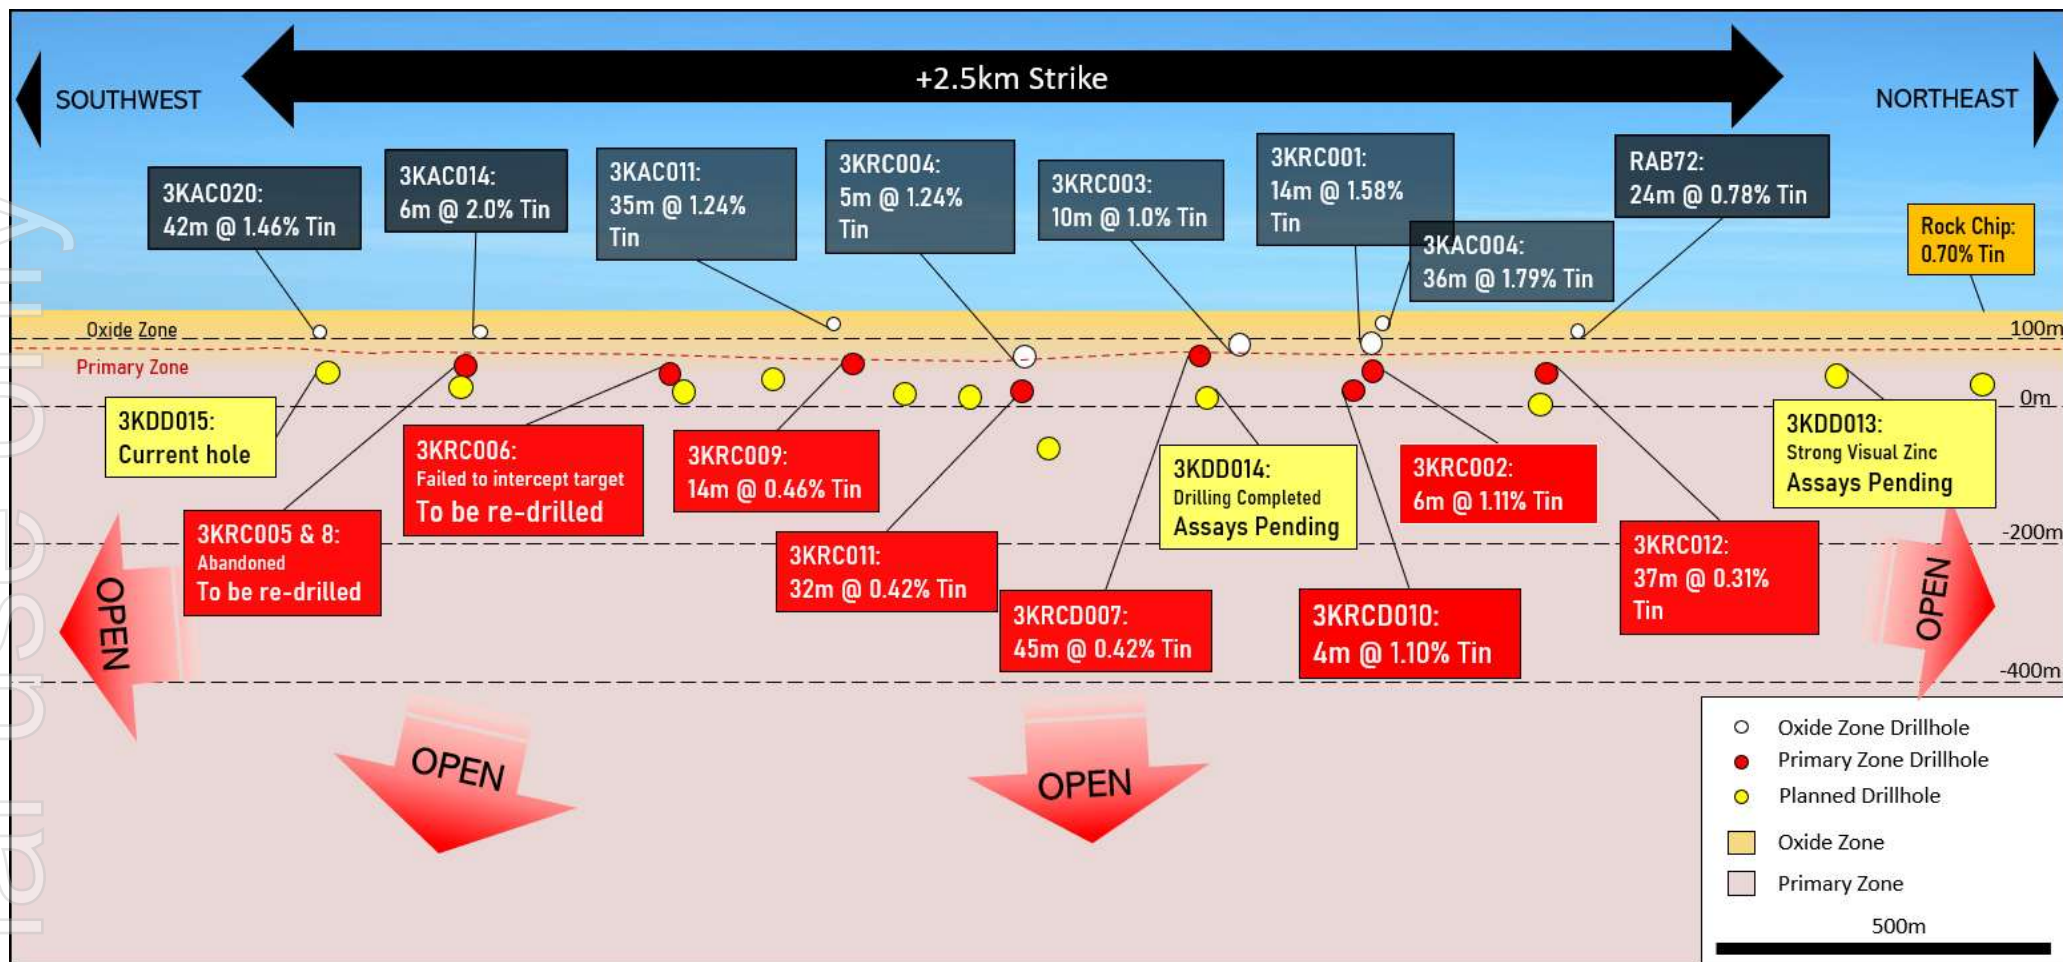 +2.5km Strike
SOUTHWEST
NORTHEAST
3KAC020:
42m @ 1.46% Tin
3KAC014:
6m @ 2.0% Tin
3KAC011:
35m @ 1.24%
Tin
3KRC004:
5m @ 1.24%
Tin
3KRC003:
10m @ 1.0% Tin
3KRC001:
14m @ 1.58%
Tin
3KAC004:
36m @ 1.79% Tin
RAB72:
24m @ 0.78% Tin
Rock Chip:
0.70% Tin
Oxide Zone
100m
Primary Zone
0m
3KDD015:
Current hole
3KRC005 & 8:
Abandoned
To be re-drilled
3KRC006:
Failed to intercept target
To be re-drilled
3KRC009:
14m @ 0.46% Tin
3KRC011:
32m @ 0.42% Tin
3KRCD007:
45m @ 0.42% Tin
3KDD014:
Drilling Completed
Assays Pending
3KRCD010:
4m @ 1.10% Tin
3KRC002:
6m @ 1.11% Tin
3KRC012:
37m @ 0.31%
Tin
3KDD013:
Strong Visual Zinc
Assays Pending
-200m
-400m
OPEN
OPEN
OPEN
OPEN
Oxide Zone Drillhole
Primary Zone Drillhole
Planned Drillhole
Oxide Zone
Primary Zone
500m
use only